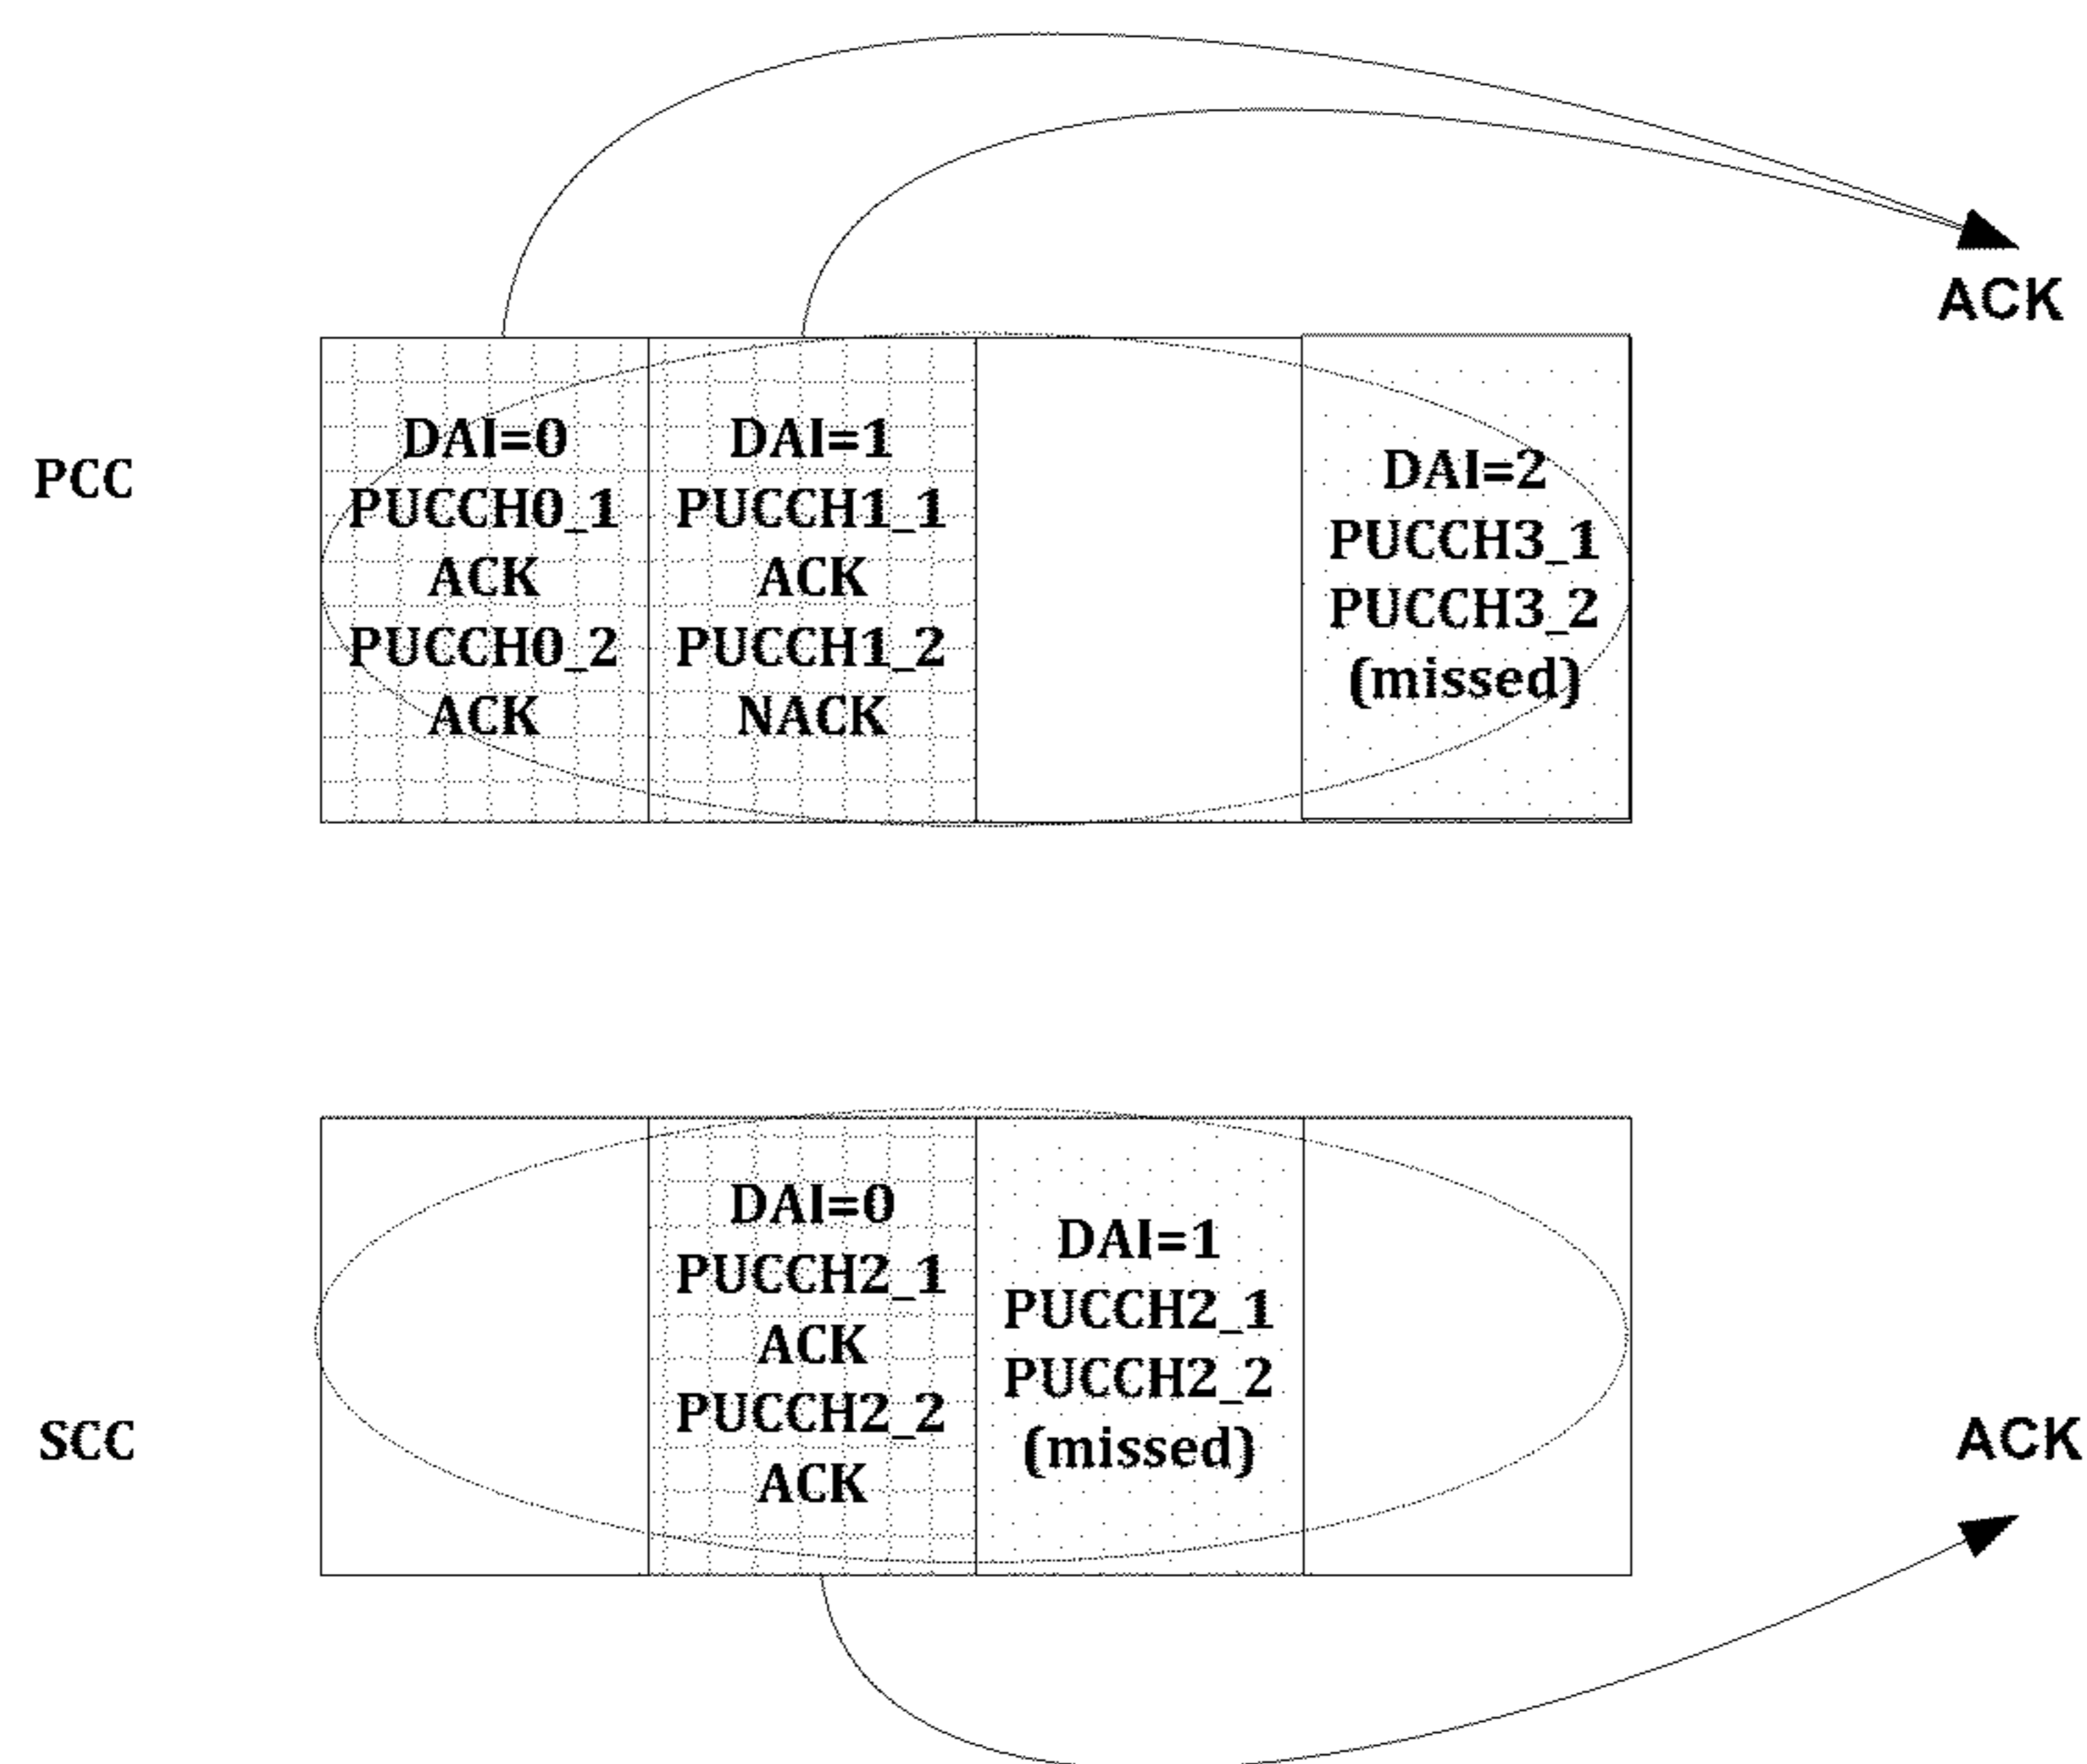 ACK
PCC
DAI=0
PUCCH0_1
ACK
PUCCH0_2
ACK
DAI=1
PUCCH1_1
ACK
PUCCH1_2
NACK
DAI=2
PUCCH3_1
PUCCH3_2
(missed)
SCC
DAI=0
PUCCH2_1
ACK
PUCCH2_2
ACK
DAI=1
PUCCH2_1
PUCCH2_2
(missed)
ACK